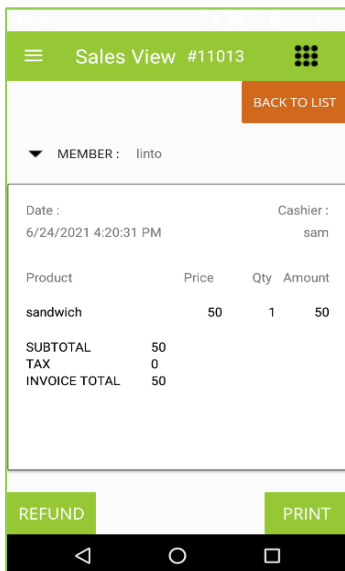 Sales View #11013
BACK TO LIST
MEMBER : linto
Date : Cashier :
6/24/2021 4:20:31 PM sam
Product Price Qty Amount
sandwich 50 1 50
SUBTOTAL 50
TAX 0
INVOICE TOTAL 50
REFUND PRINT